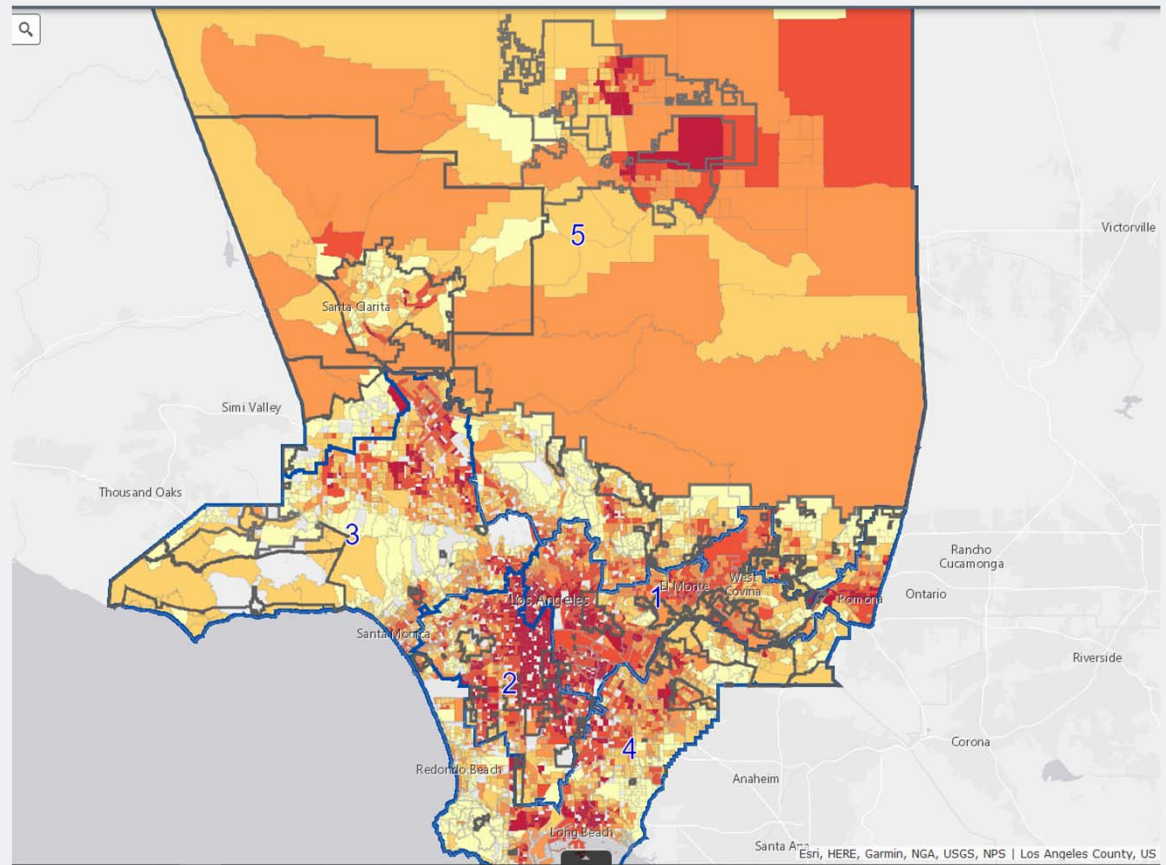 Victorville
5
Santa Clarita
Simi Valley
Thousand Oaks
3
Rancho
Cucamonga
El Monte
West
Covina
1
Los Angeles
Pomona
Ontario
Santa Monica
Riverside
2
4
Corona
Redondo Beach
Anaheim
Long Beach
Santa Ana
Esri, HERE, Garmin, NGA, USGS, NPS | Los Angeles County, US